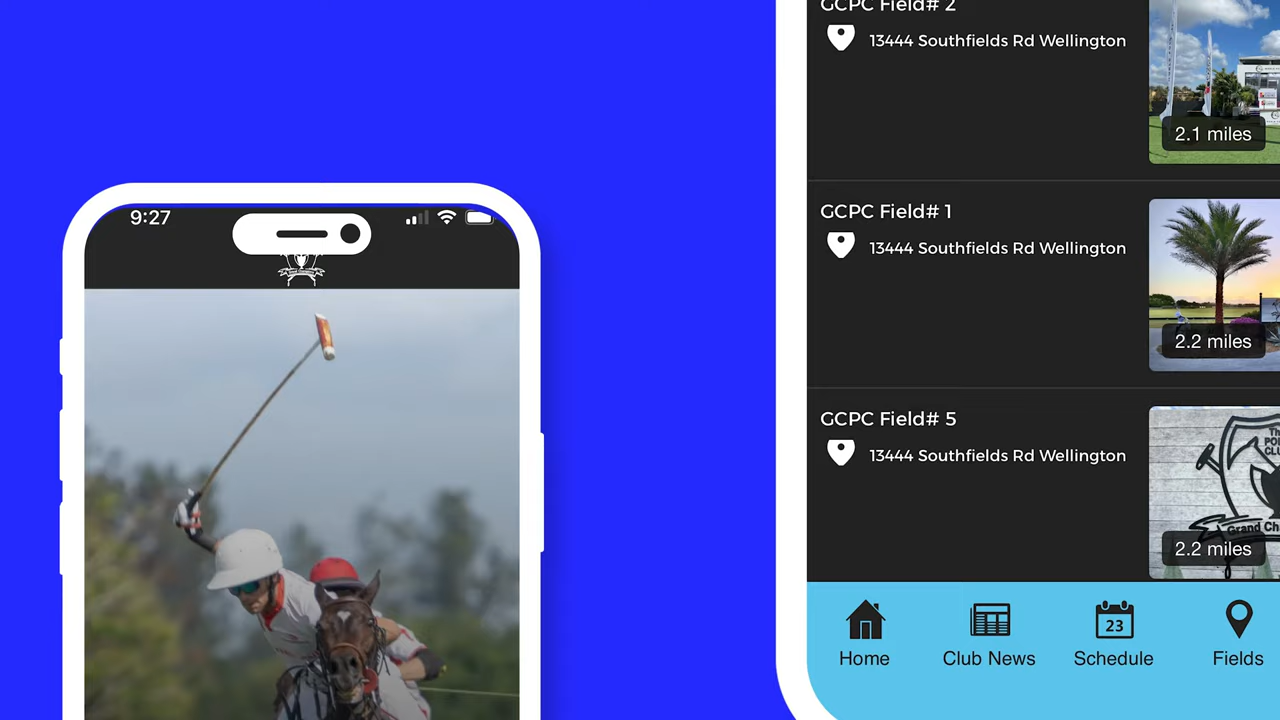 9:27
GCPC Field# 2
13444 Southfields Rd Wellington
2.1 miles
GCPC Field# 1
13444 Southfields Rd Wellington
2.2 miles
GCPC Field# 5
13444 Southfields Rd Wellington
Grand Ch
2.2 miles
23
Home
Club News
Schedule
Fields